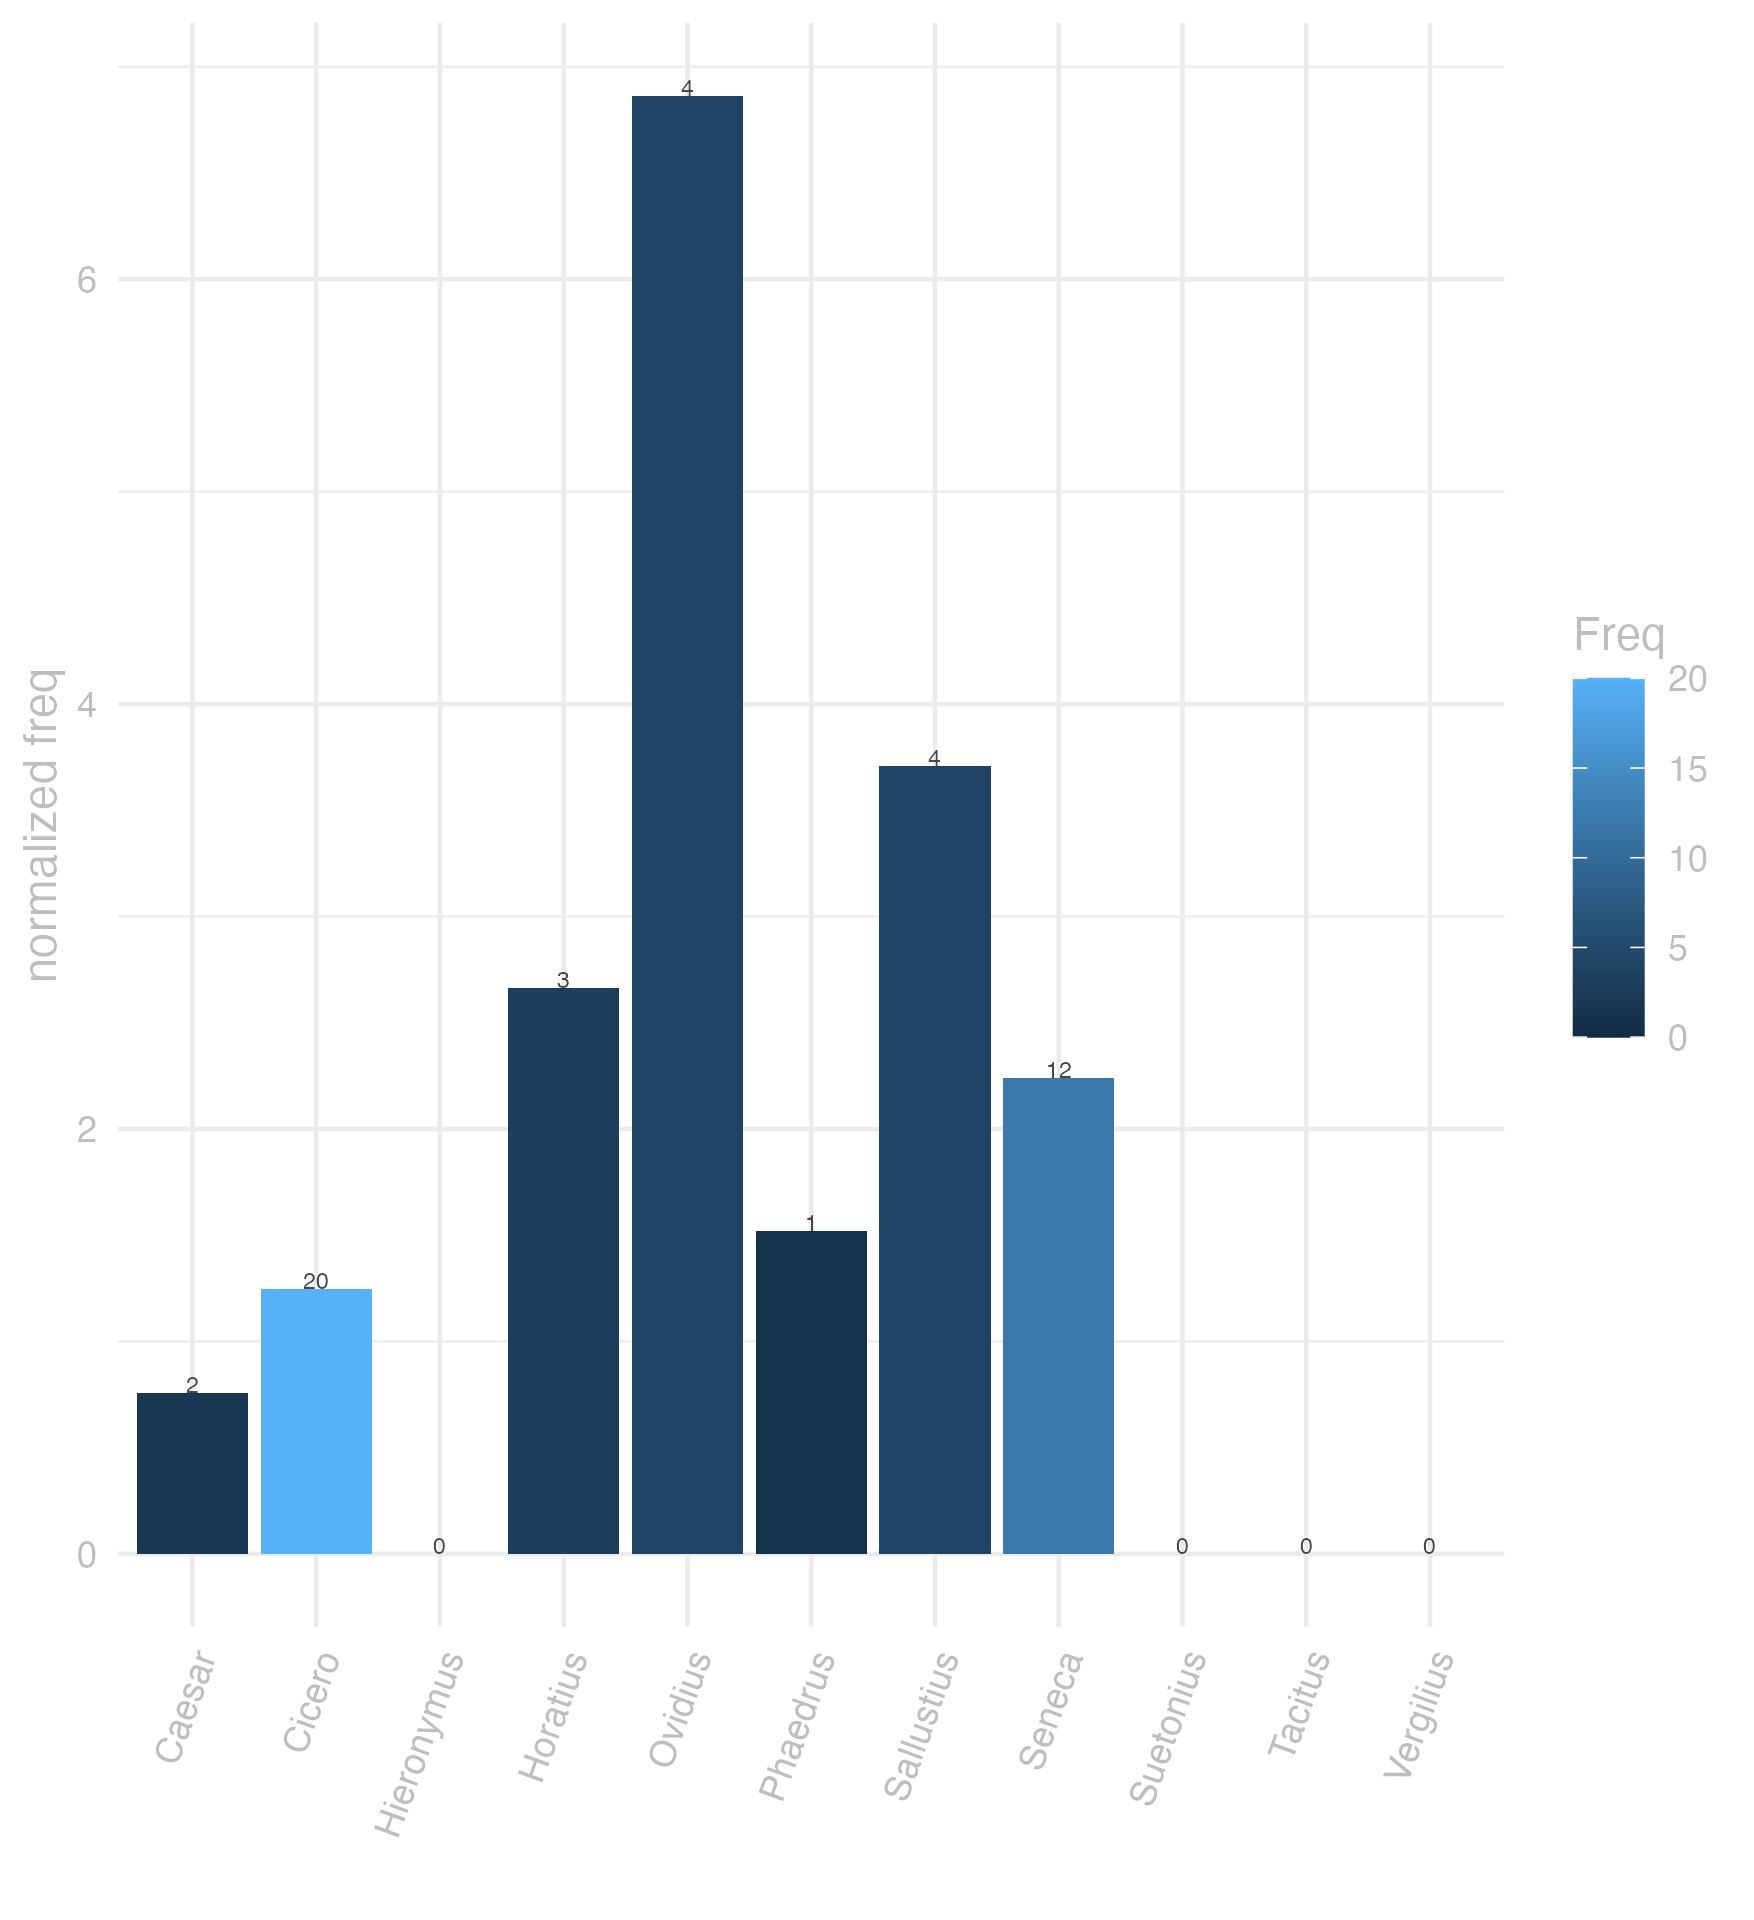 normalized freq
6
4
2
0
2
20
0
3
4
1
4
12
0
0
0
Caesar
Cicero
Hieronymus
Horatius
Ovidius
Phaedrus
Sallustius
Seneca
Suetonius
Tacitus
Vergilius
Freq
20
15
10
5
0